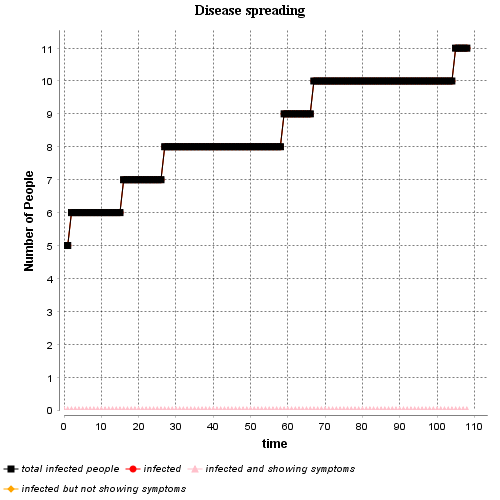 Disease spreading
Number of People
11
10
9
8
7
6
5
4
3
2
1
0
0 10 20 30 40 50 60 70 80 90 100 110
time
total infected people infected infected and showing symptoms
infected but not showing symptoms